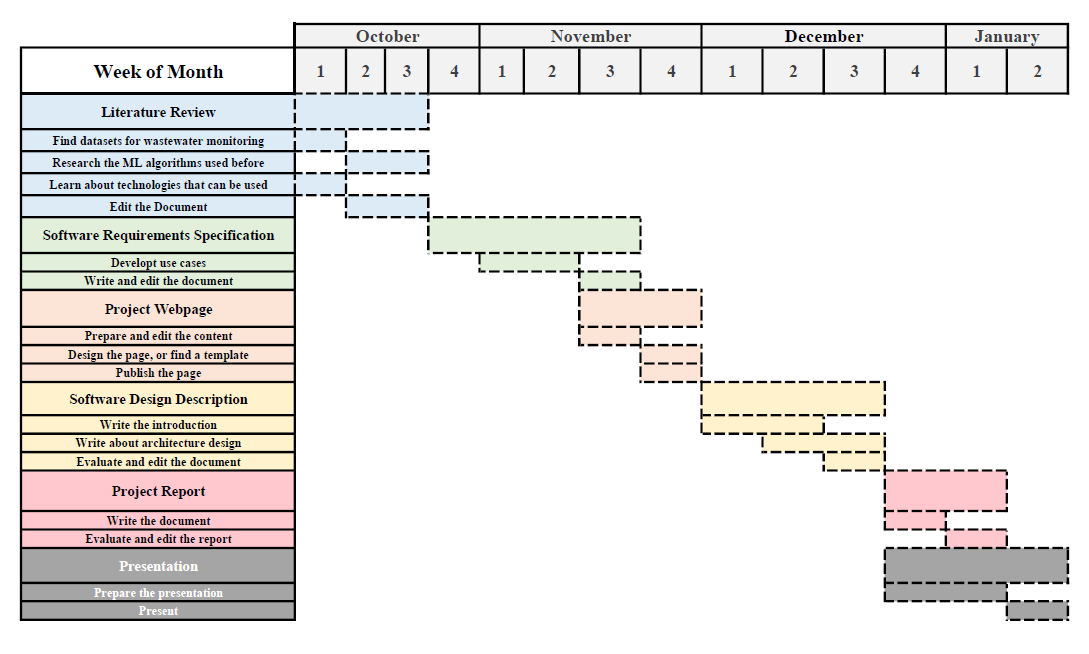 October November December January
Week of Month 1 2 3 4 1 2 3 4 1 2 3 4 1 2
Literature Review
Find datasets for wastewater monitoring
Research the ML algorithms used before
Learn about technologies that can be used
Edit the Document
Software Requirements Specification
Developt use cases
Write and edit the document
Project Webpage
Prepare and edit the content
Design the page, or find a template
Publish the page
Software Design Description
Write the introduction
Write about architecture design
Evaluate and edit the document
Project Report
Write the document
Evaluate and edit the report
Presentation
Prepare the presentation
Present